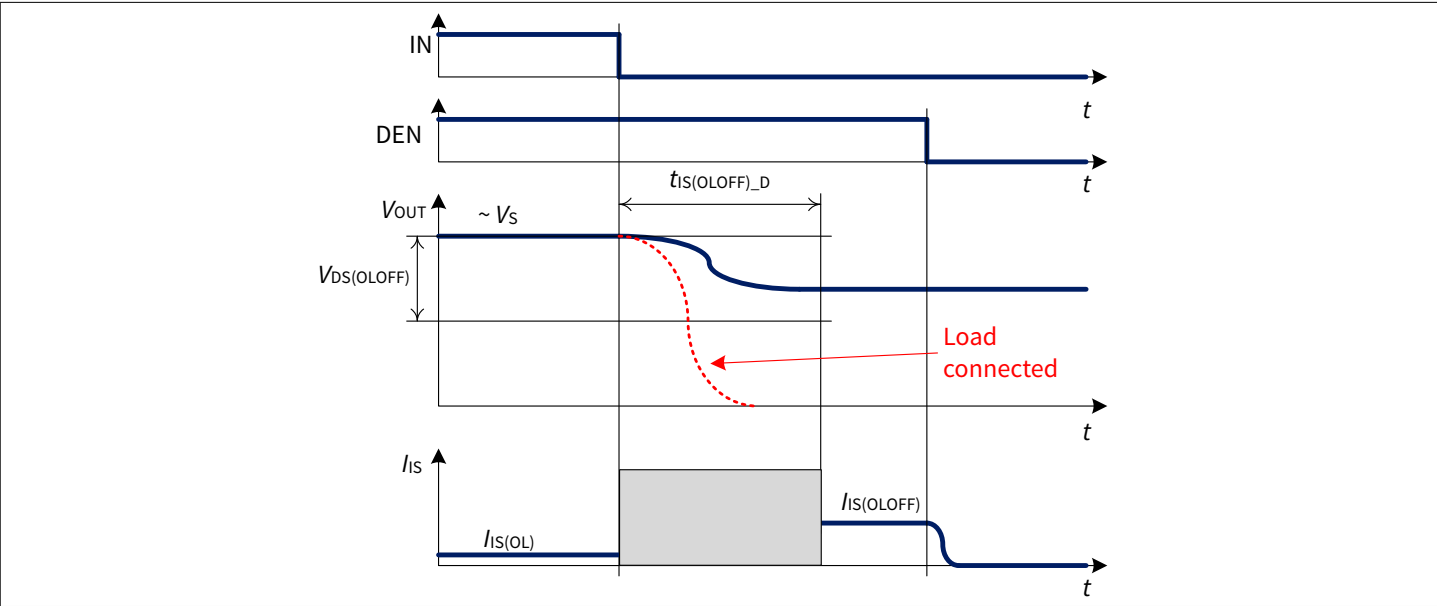 IN
t
DEN
t
tIS(OLOFF)_D
VOUT
~ VS
VDS(OLOFF)
Load
connected
t
IIS
IIS(OLOFF)
IIS(OL)
t